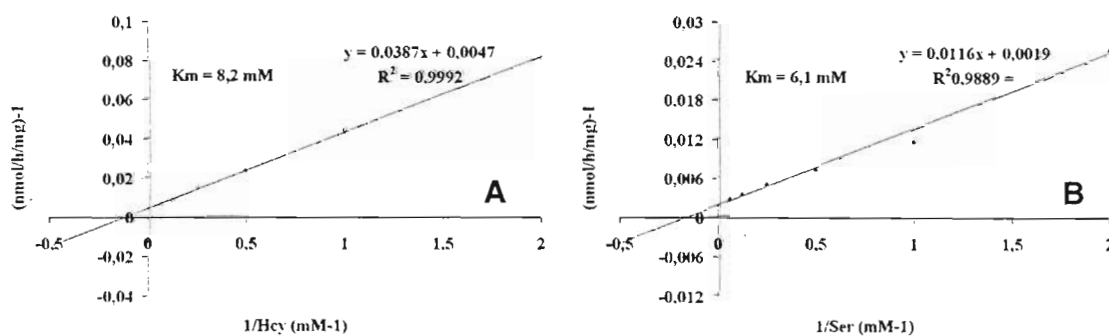 0,1
0,08
0,06
0,04
0,02
0
-0,02
-0,04
-0,5
0
0,5
1
1,5
2
(nmol/h/mg)-1
Km = 8,2 mM
y = 0,0387x + 0,0047
R² = 0,9992
A
1/Hcy (mM-1)
0,03
0,024
0,018
0,012
0,006
0
-0,006
-0,012
-0,5
0
0,5
1
1,5
2
(nmol/h/mg)-1
Km = 6,1 mM
y = 0,0116x + 0,0019
R²0,9889 =
B
1/Ser (mM-1)